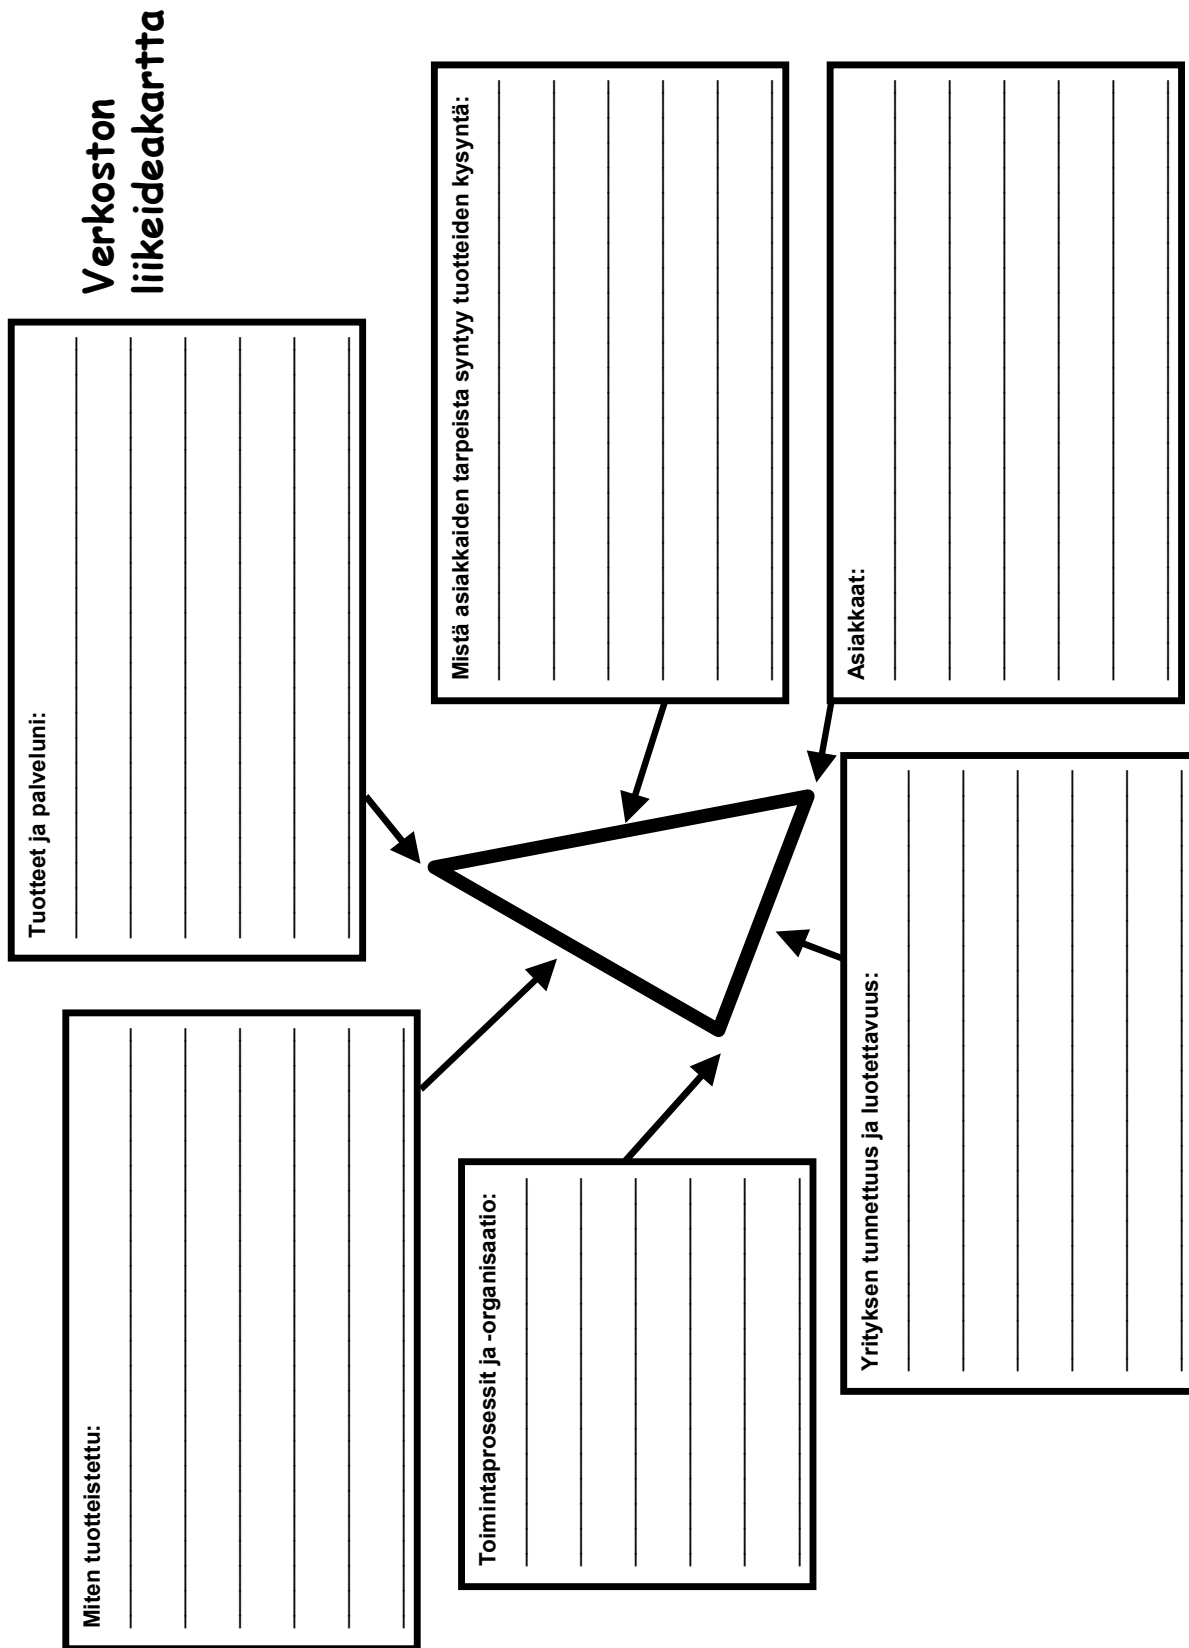 Verkoston
liikeideakartta
Tuotteet ja palveluni:
Miten tuotteistettu:
Mistä asiakkaiden tarpeista syntyy tuotteiden kysyntä:
Toimintaprosessit ja -organisaatio:
Asiakkaat:
Yrityksen tunnettuus ja luotettavuus: